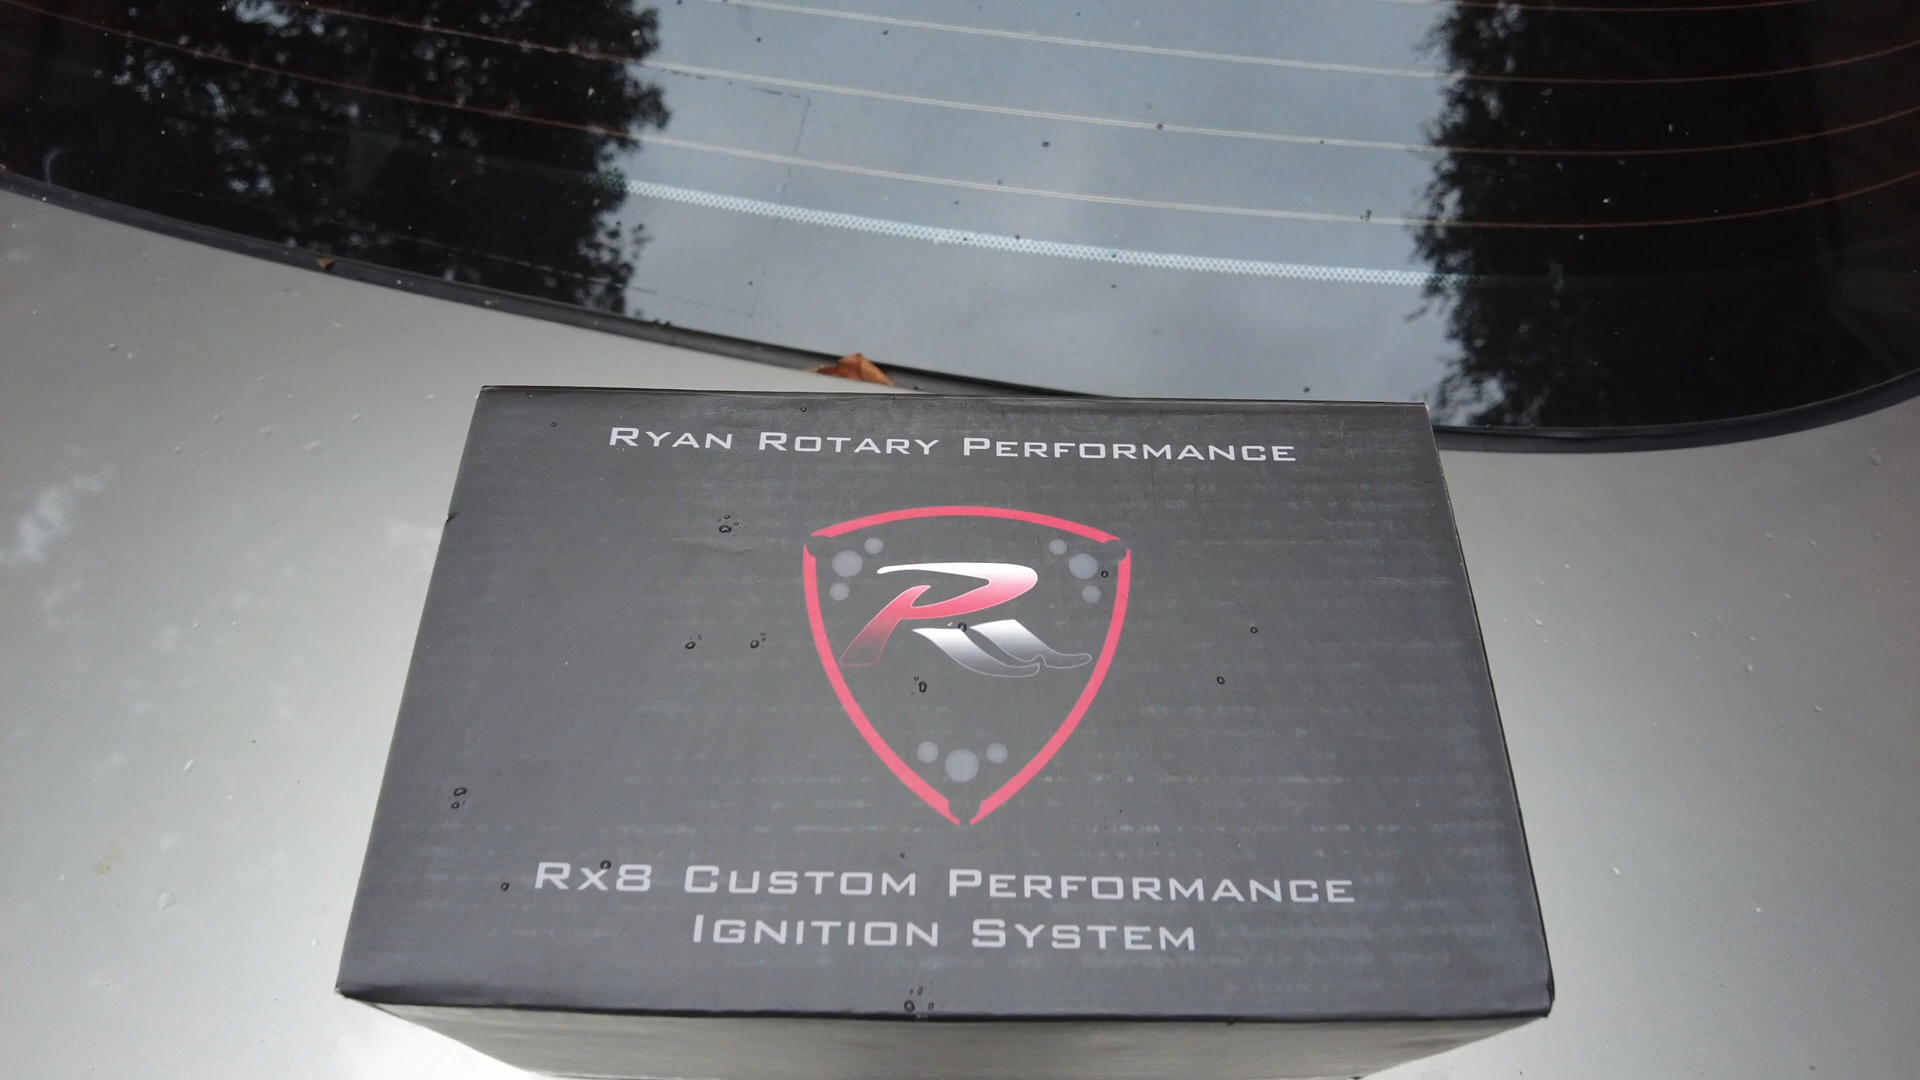 Ryan Rotary Performance
Rx8 Custom Performance
Ignition System